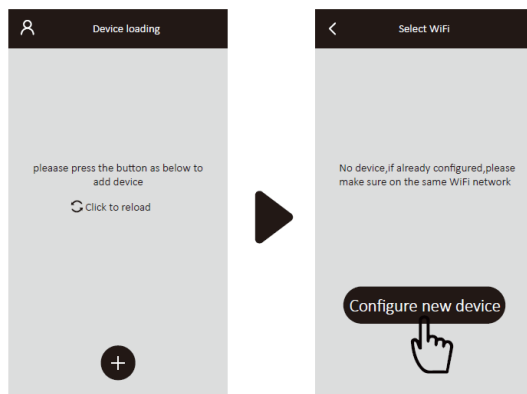 Device loading
pleaase press the button as below to
add device
Click to reload
Select WiFi
No device,if already configured,please
make sure on the same WiFi network
Configure new device